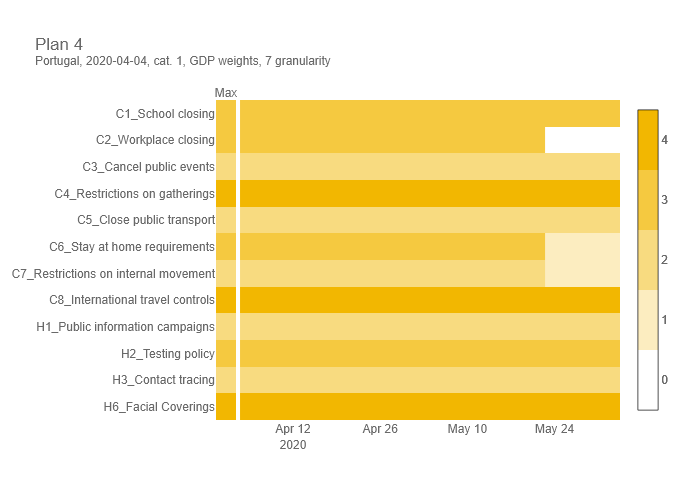 Plan 4
Portugal, 2020-04-04, cat. 1, GDP weights, 7 granularity
Max
C1_School closing
C2_Workplace closing
C3_Cancel public events
C4_Restrictions on gatherings
C5_Close public transport
C6_Stay at home requirements
C7_Restrictions on internal movement
C8_International travel controls
H1_Public information campaigns
H2_Testing policy
H3_Contact tracing
H6_Facial Coverings
Apr 12
2020
Apr 26
May 10
May 24
4
3
2
1
0